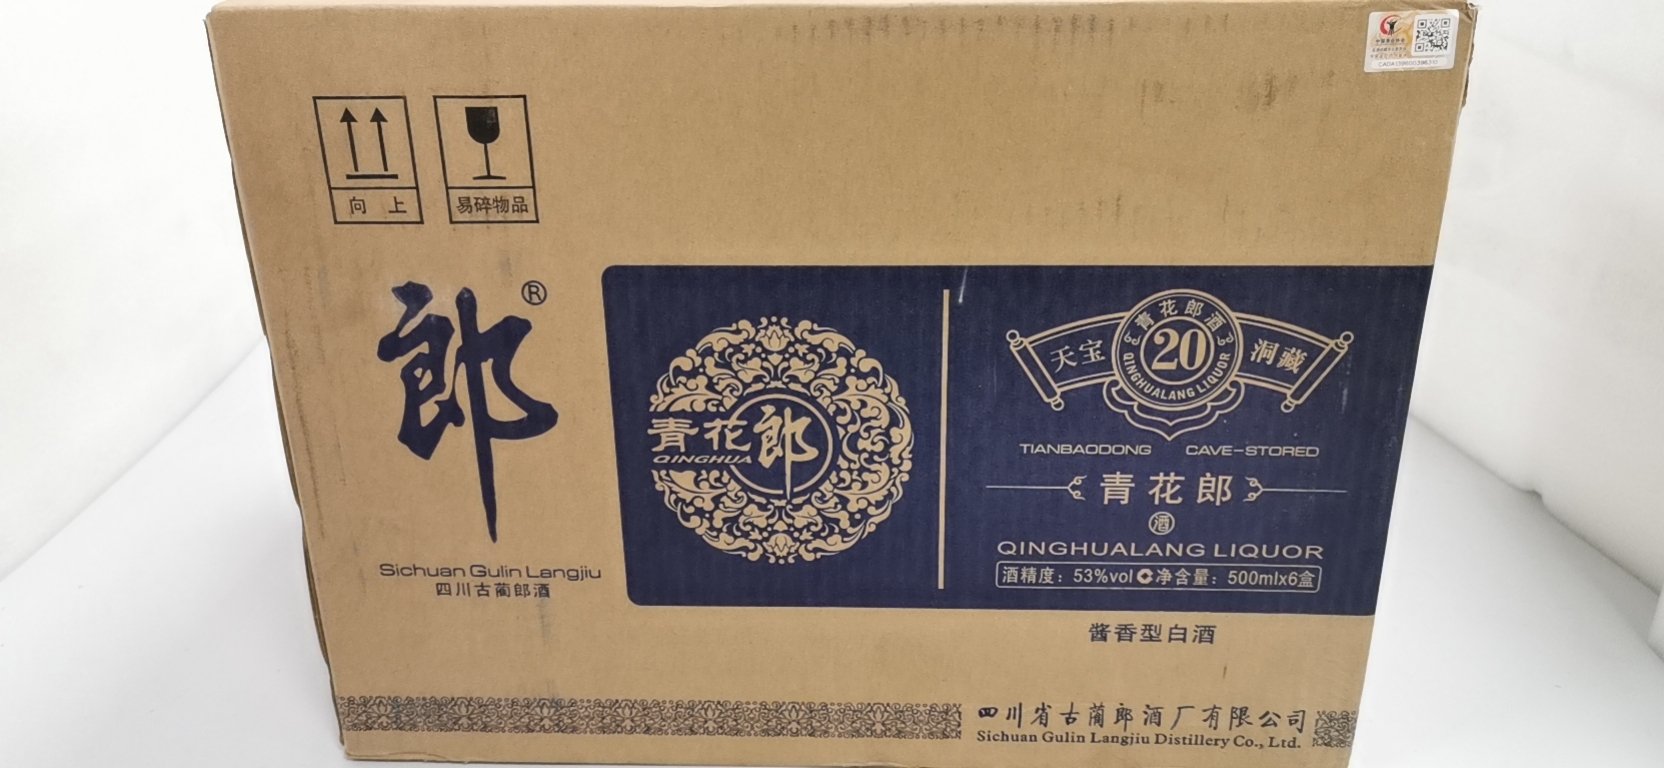 向 上
易碎物品
郎®
Sichuan Gulin Langjiu
四川古蔺郎酒
青花郎
QINGHUA
青花郎酒
天宝
20
洞藏
QINGHUALANG LIQUOR
TIANBAODONG CAVE-STORED
青花郎
酒
QINGHUALANG LIQUOR
酒精度：53%vol 净含量：500mlx6盒
酱香型白酒
四川省古蔺郎酒厂有限公司
Sichuan Gulin Langjiu Distillery Co., Ltd.